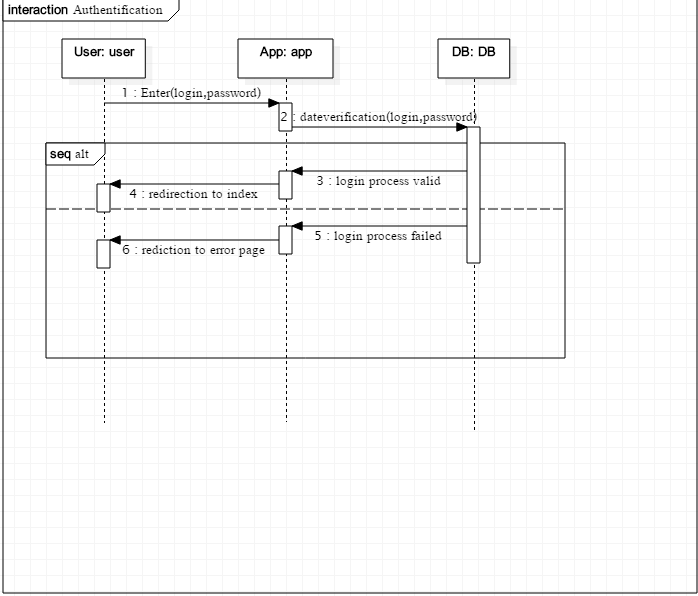 interaction Authentification
User: user
App: app
DB: DB
1 : Enter(login,password)
2 : dateverification(login,password)
seq alt
3 : login process valid
4 : redirection to index
5 : login process failed
6 : rediction to error page